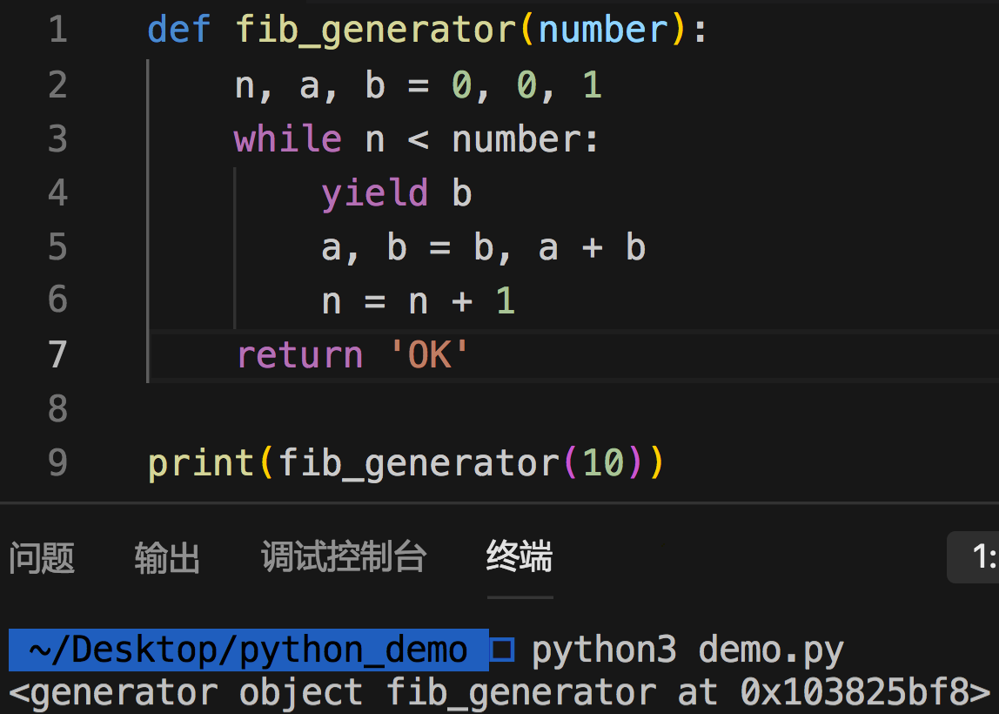 1 def fib_generator(number):
2     n, a, b = 0, 0, 1
3     while n < number:
4         yield b
5         a, b = b, a + b
6         n = n + 1
7     return 'OK'
8
9 print(fib_generator(10))
问题 输出 调试控制台 终端 1:
~/Desktop/python_demo python3 demo.py
<generator object fib_generator at 0x103825bf8>